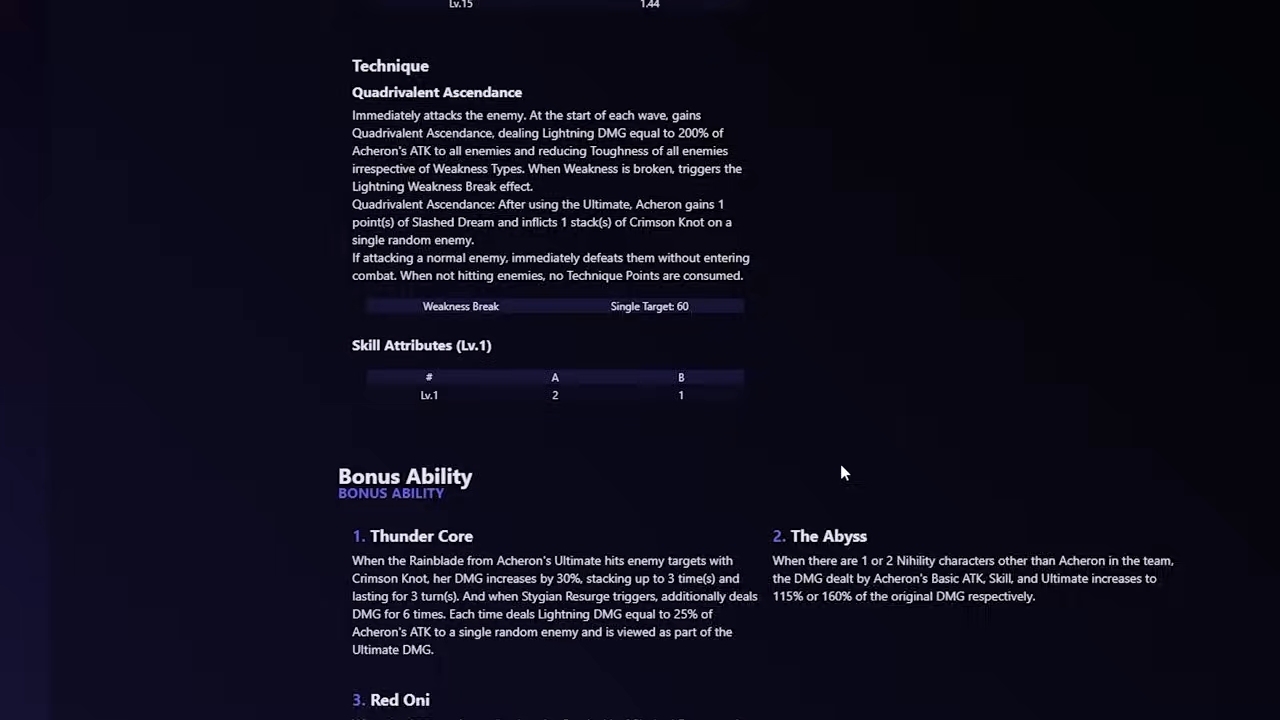 Lv.15 1.44
Technique
Quadrivalent Ascendance
Immediately attacks the enemy. At the start of each wave, gains
Quadrivalent Ascendance, dealing Lightning DMG equal to 200% of
Acheron's ATK to all enemies and reducing Toughness of all enemies
irrespective of Weakness Types. When Weakness is broken, triggers the
Lightning Weakness Break effect.
Quadrivalent Ascendance: After using the Ultimate, Acheron gains 1
point(s) of Slashed Dream and inflicts 1 stack(s) of Crimson Knot on a
single random enemy.
If attacking a normal enemy, immediately defeats them without entering
combat. When not hitting enemies, no Technique Points are consumed.
Weakness Break Single Target: 60
Skill Attributes (Lv.1)
# A B
Lv.1 2 1
Bonus Ability
BONUS ABILITY
1. Thunder Core
When the Rainblade from Acheron's Ultimate hits enemy targets with
Crimson Knot, her DMG increases by 30%, stacking up to 3 time(s) and
lasting for 3 turn(s). And when Stygian Resurge triggers, additionally deals
DMG for 6 times. Each time deals Lightning DMG equal to 25% of
Acheron's ATK to a single random enemy and is viewed as part of the
Ultimate DMG.
2. The Abyss
When there are 1 or 2 Nihility characters other than Acheron in the team,
the DMG dealt by Acheron's Basic ATK, Skill, and Ultimate increases to
115% or 160% of the original DMG respectively.
3. Red Oni